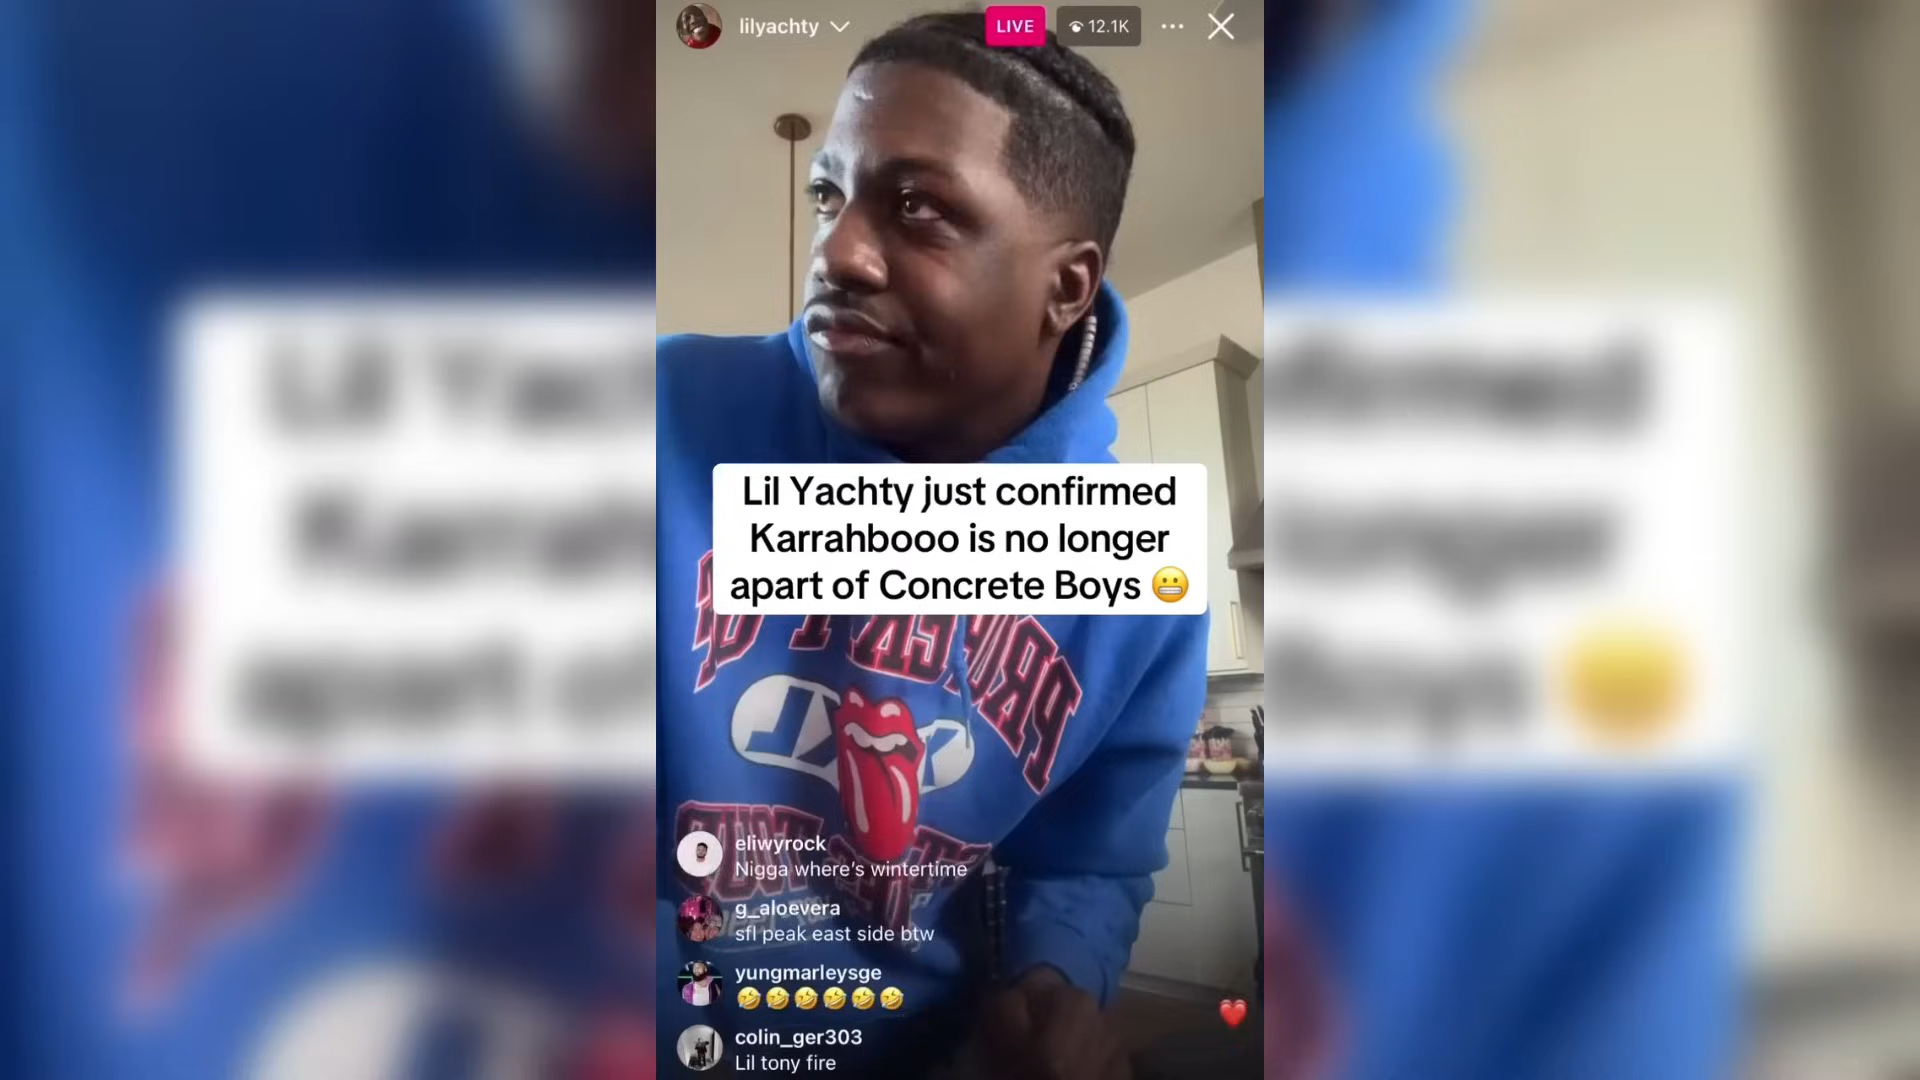 lilyachty
LIVE
12.1K
Lil Yachty just confirmed
Karrahbooo is no longer
apart of Concrete Boys 😬
eliwyrock
Nigga where's wintertime
g_aloevera
sfl peak east side btw
yungmarleysge
🤣🤣🤣🤣🤣🤣
colin_ger303
Lil tony fire